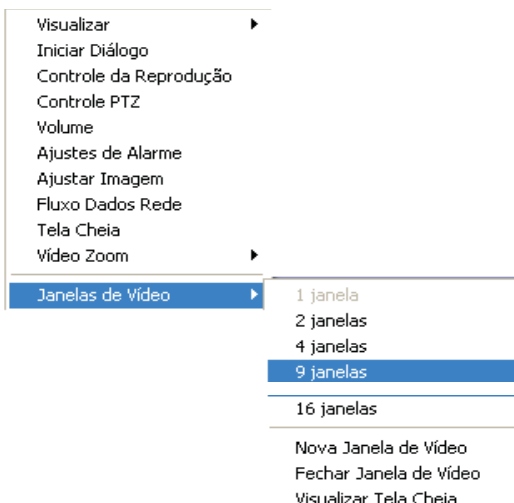 Visualizar
Iniciar Diálogo
Controle da Reprodução
Controle PTZ
Volume
Ajustes de Alarme
Ajustar Imagem
Fluxo Dados Rede
Tela Cheia
Vídeo Zoom
Janelas de Vídeo
1 janela
2 janelas
4 janelas
9 janelas
16 janelas
Nova Janela de Vídeo
Fechar Janela de Vídeo
Visualizar Tela Cheia